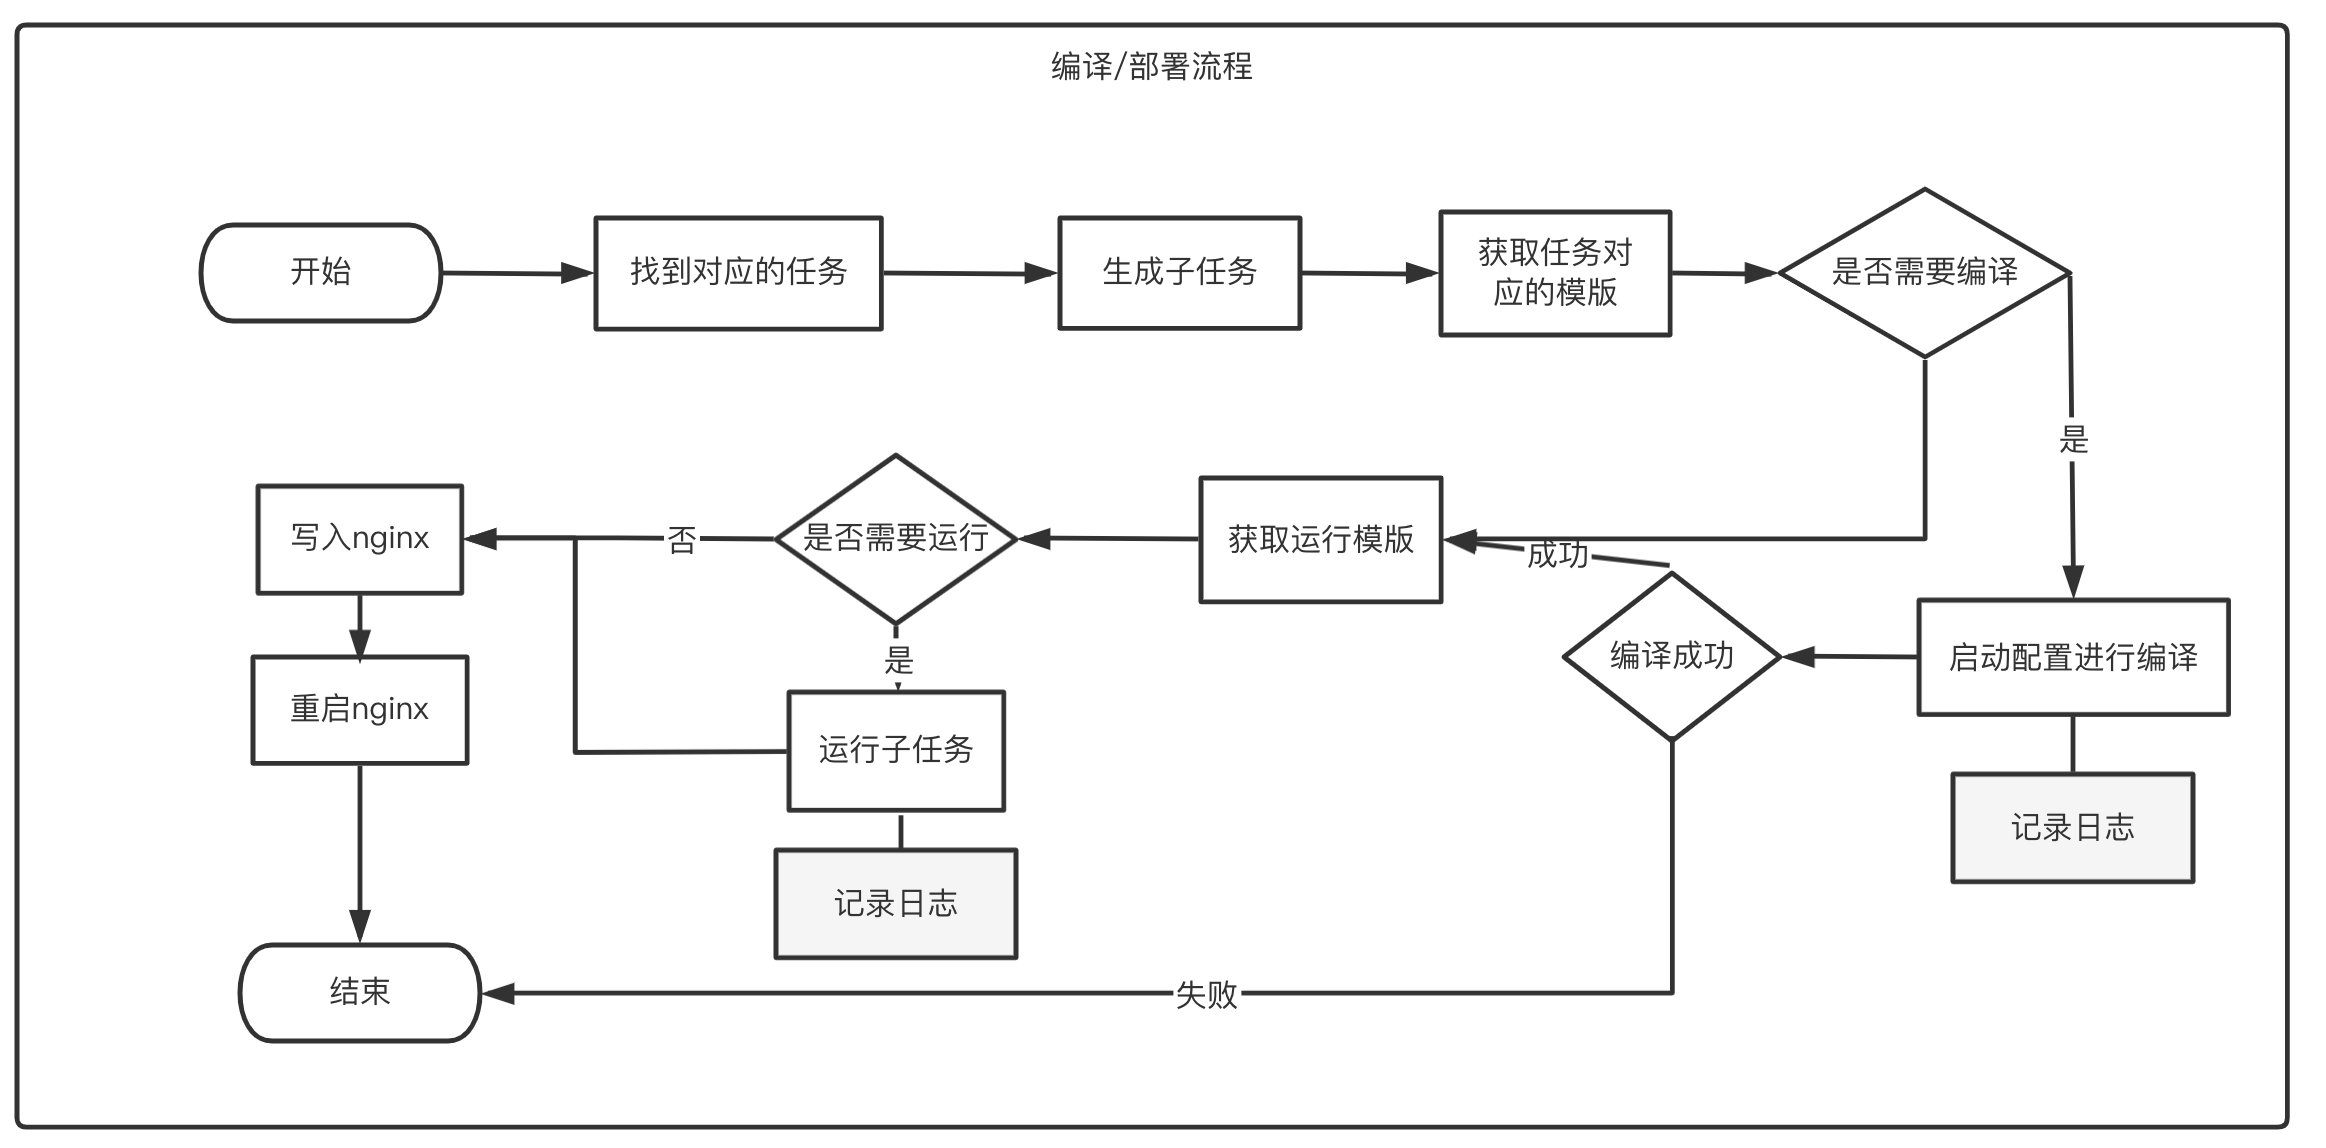 编译/部署流程
开始
找到对应的任务
生成子任务
获取任务对
应的模版
是否需要编译
是
写入nginx
否
是否需要运行
获取运行模版
成功
是
编译成功
启动配置进行编译
重启nginx
运行子任务
记录日志
记录日志
结束
失败